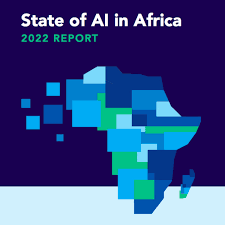 State of AI in Africa
2022 REPORT